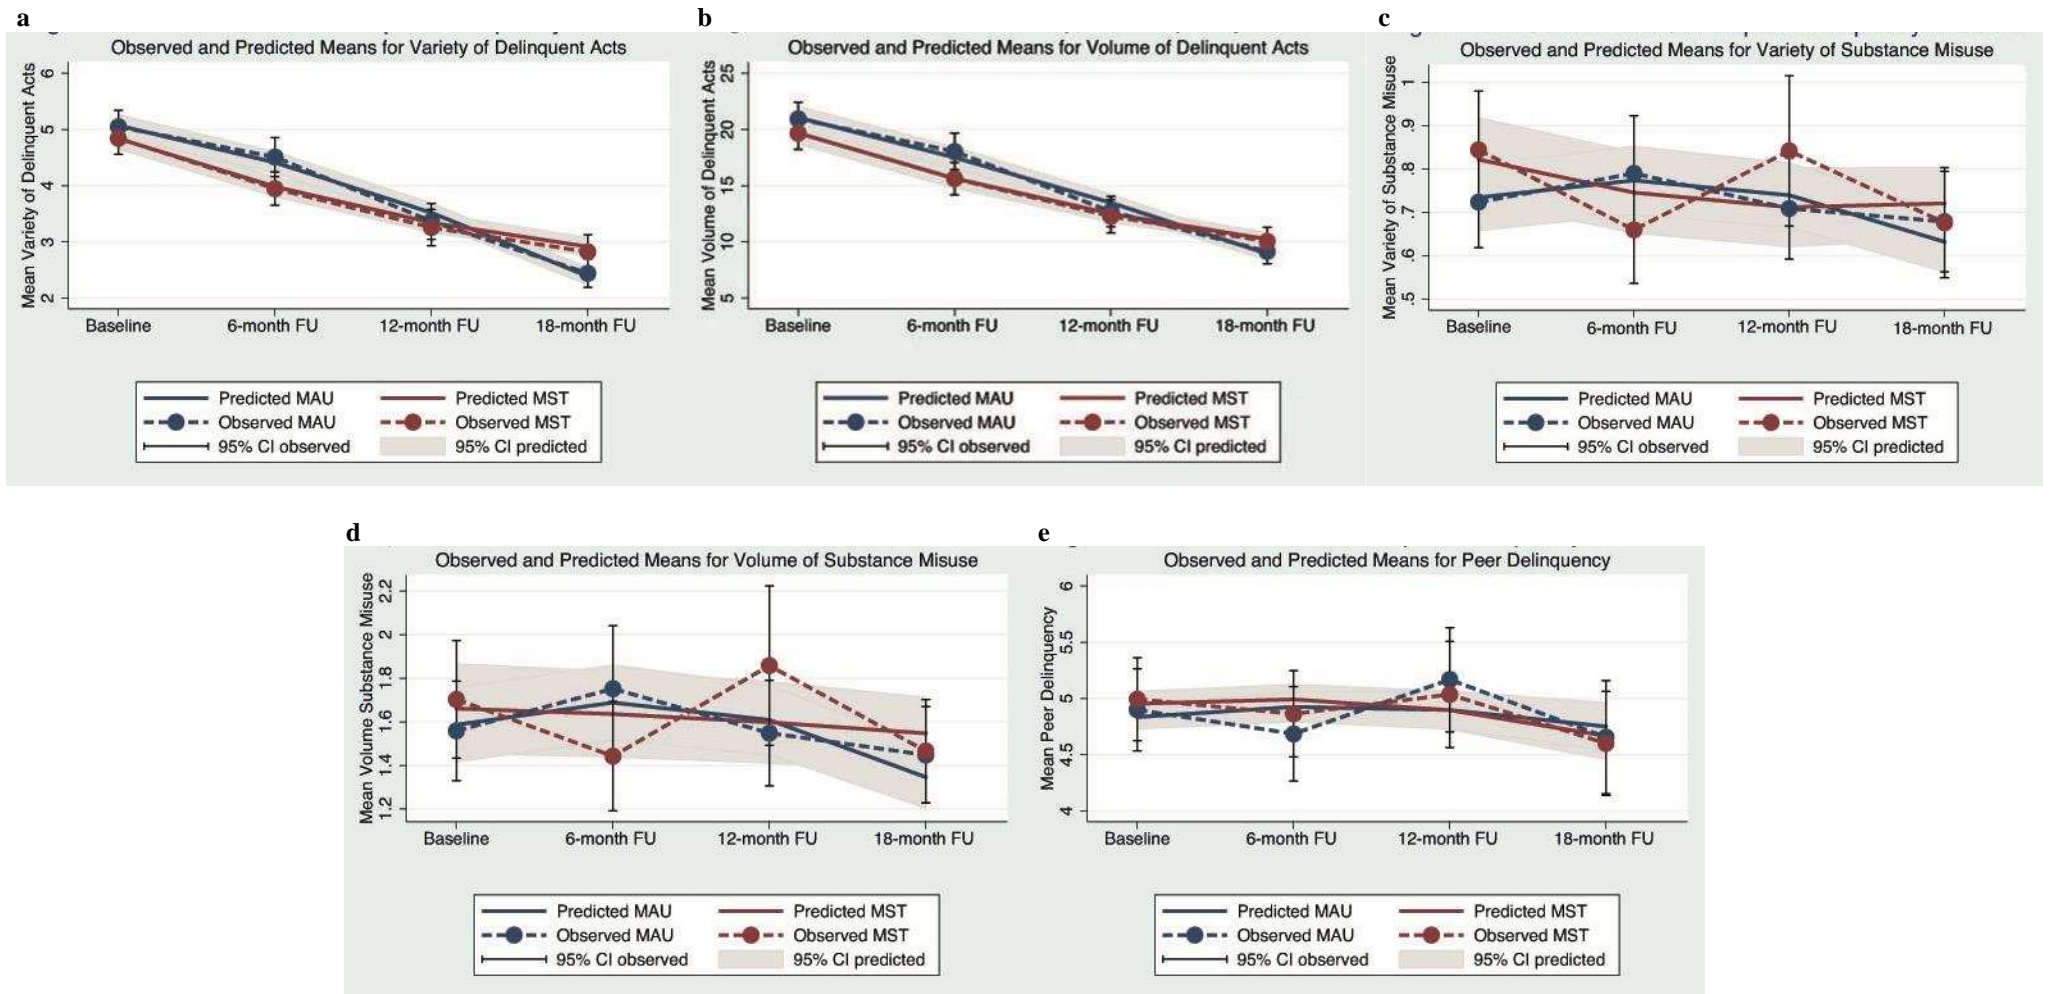 a
Observed and Predicted Means for Variety of Delinquent Acts
Mean Variety of Delinquent Acts
6
5
4
3
2
Baseline
6-month FU
12-month FU
18-month FU
Predicted MAU
Predicted MST
Observed MAU
Observed MST
95% CI observed
95% CI predicted
b
Observed and Predicted Means for Volume of Delinquent Acts
Mean Volume of Delinquent Acts
25
20
15
10
5
Baseline
6-month FU
12-month FU
18-month FU
Predicted MAU
Predicted MST
Observed MAU
Observed MST
95% CI observed
95% CI predicted
c
Observed and Predicted Means for Variety of Substance Misuse
Mean Variety of Substance Misuse
1
.9
.8
.7
.6
.5
Baseline
6-month FU
12-month FU
18-month FU
Predicted MAU
Predicted MST
Observed MAU
Observed MST
95% CI observed
95% CI predicted
d
Observed and Predicted Means for Volume of Substance Misuse
Mean Volume Substance Misuse
2.2
2
1.8
1.6
1.4
1.2
Baseline
6-month FU
12-month FU
18-month FU
Predicted MAU
Predicted MST
Observed MAU
Observed MST
95% CI observed
95% CI predicted
e
Observed and Predicted Means for Peer Delinquency
Mean Peer Delinquency
6
5.5
5
4.5
4
Baseline
6-month FU
12-month FU
18-month FU
Predicted MAU
Predicted MST
Observed MAU
Observed MST
95% CI observed
95% CI predicted